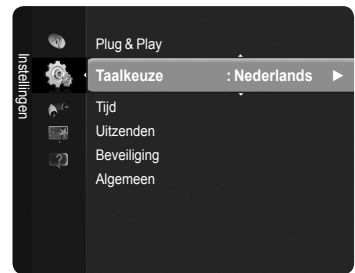 Instellingen
Plug & Play
Taalkeuze : Nederlands ►
Tijd
Uitzenden
Beveiliging
Algemeen